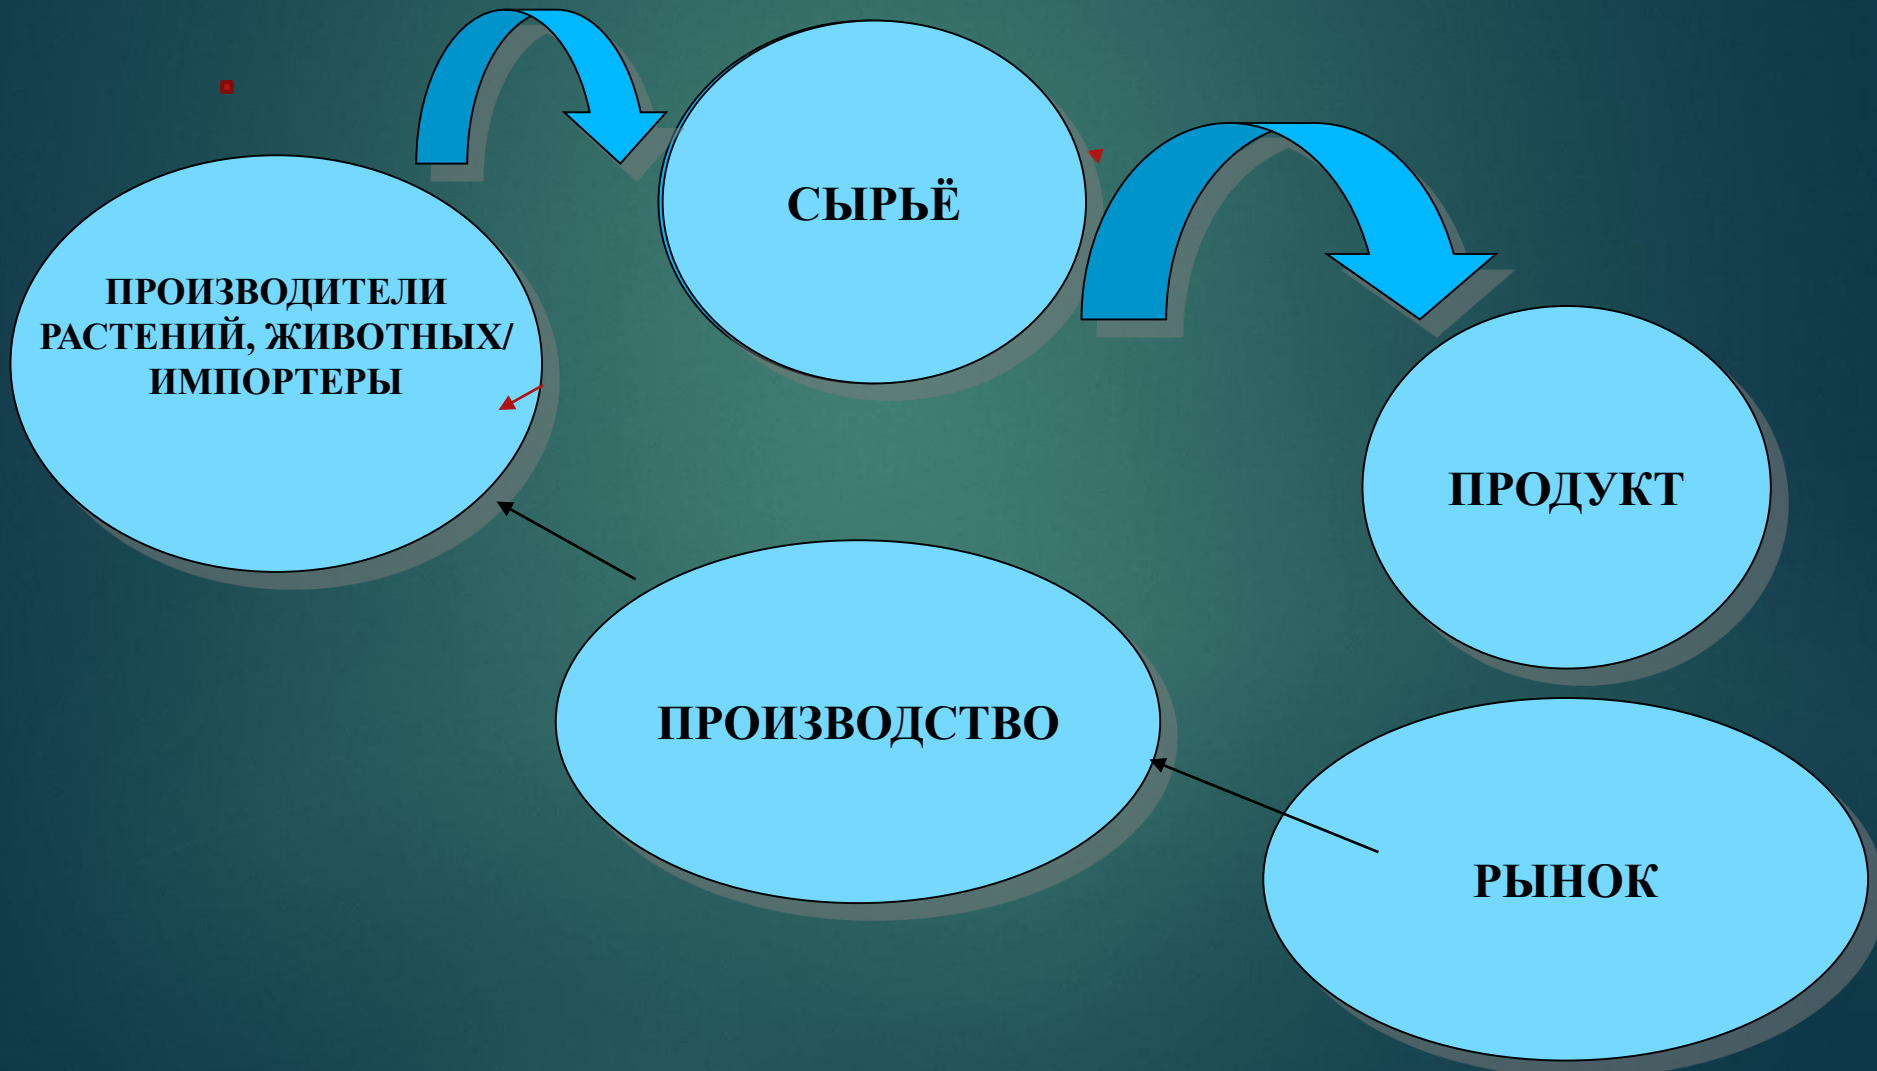 СЫРЬЁ
ПРОИЗВОДИТЕЛИ
РАСТЕНИЙ, ЖИВОТНЫХ/
ИМПОРТЕРЫ
ПРОДУКТ
ПРОИЗВОДСТВО
РЫНОК